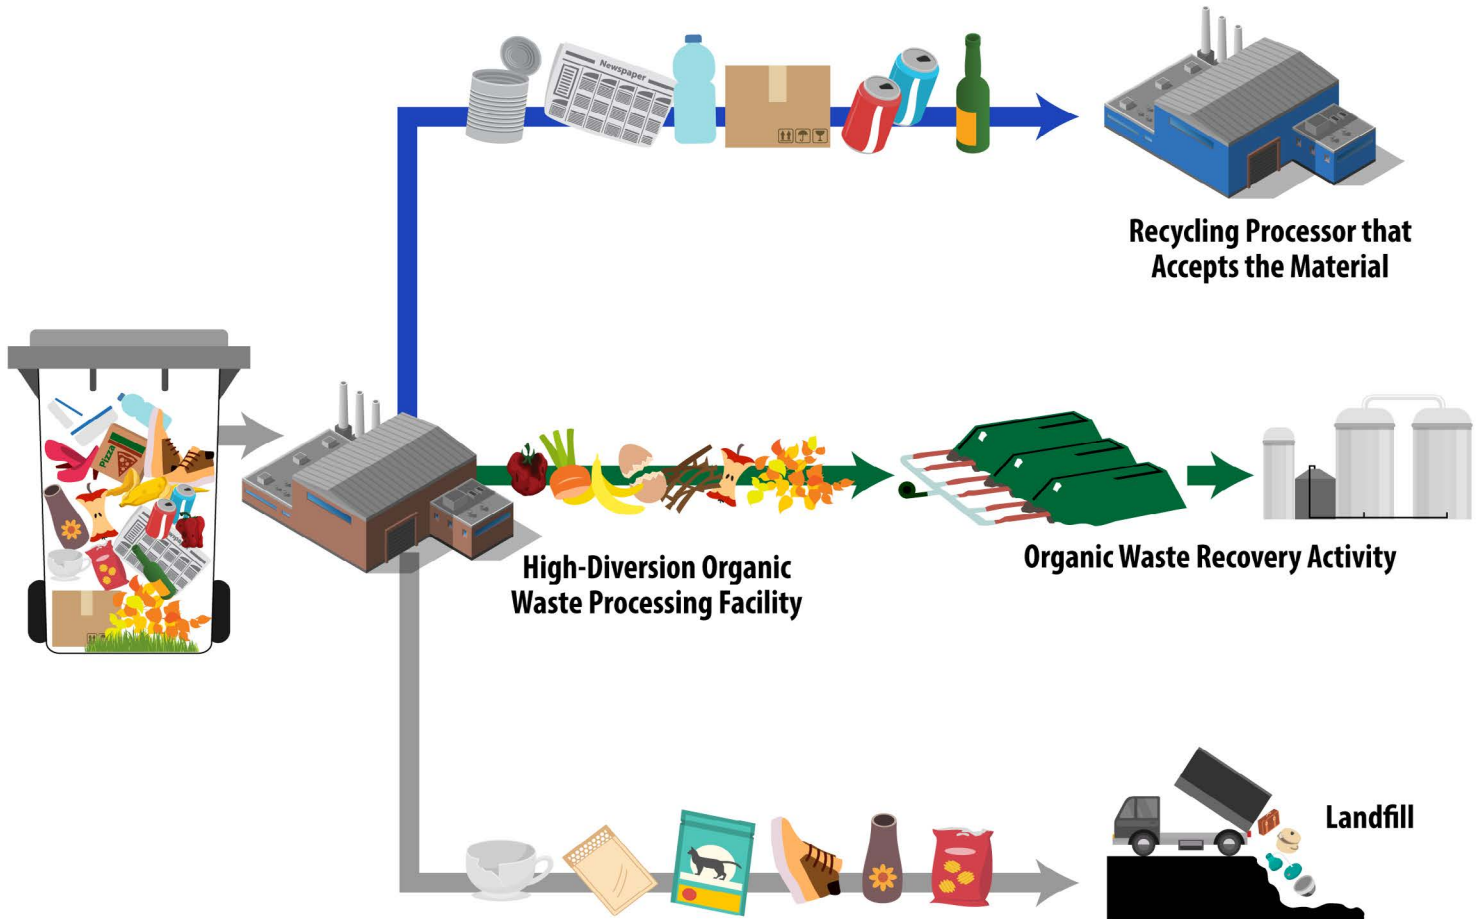 Newspaper
Recycling Processor that
Accepts the Material
Pizza
High-Diversion Organic
Waste Processing Facility
Organic Waste Recovery Activity
Landfill